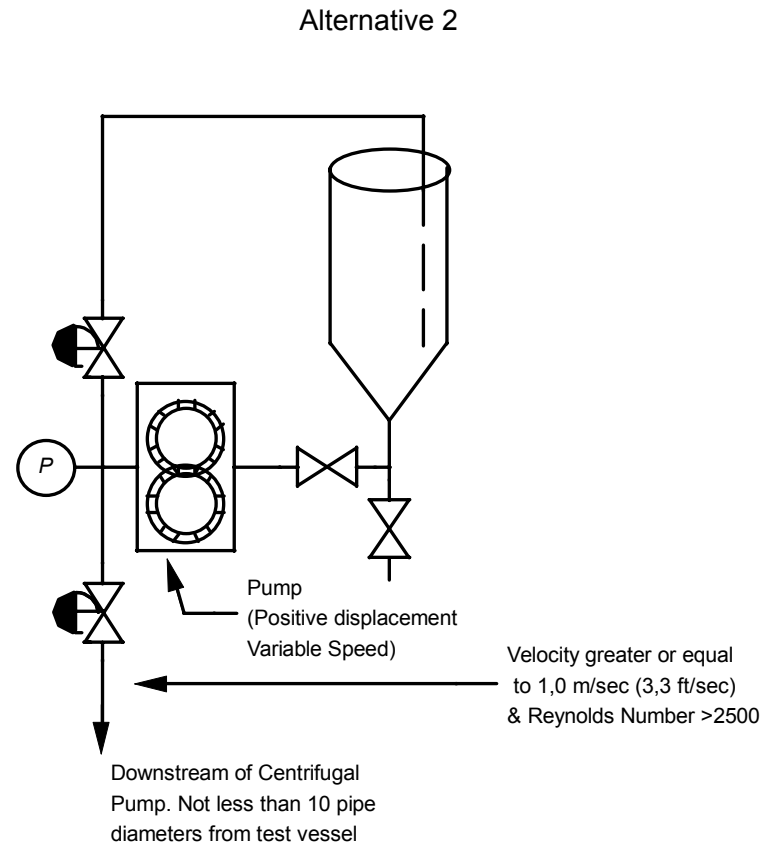 Alternative 2
P
Pump
(Positive displacement
Variable Speed)
Velocity greater or equal
to 1,0 m/sec (3,3 ft/sec)
& Reynolds Number >2500
Downstream of Centrifugal
Pump. Not less than 10 pipe
diameters from test vessel